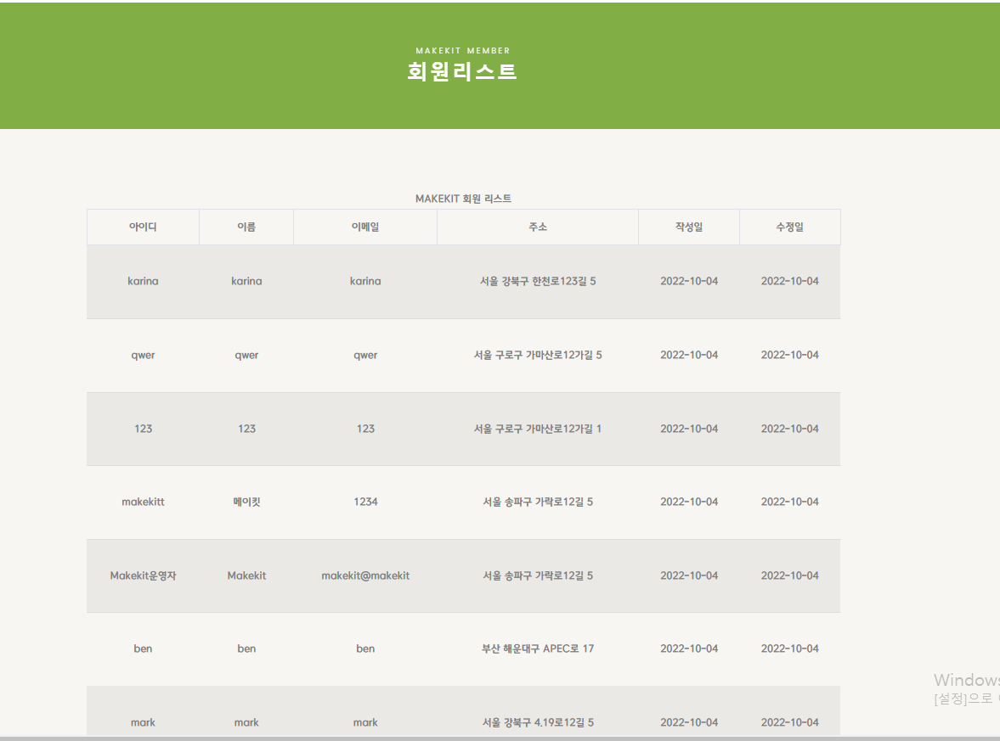 MAKEKIT MEMBER
회원리스트
MAKEKIT 회원 리스트
아이디 이름 이메일 주소 작성일 수정일
karina karina karina 서울 강북구 한천로123길 5 2022-10-04 2022-10-04
qwer qwer qwer 서울 구로구 가마산로12가길 5 2022-10-04 2022-10-04
123 123 123 서울 구로구 가마산로12가길 1 2022-10-04 2022-10-04
makekitt 메이킷 1234 서울 송파구 가락로12길 5 2022-10-04 2022-10-04
Makekit운영자 Makekit makekit@makekit 서울 송파구 가락로12길 5 2022-10-04 2022-10-04
ben ben ben 부산 해운대구 APEC로 17 2022-10-04 2022-10-04
mark mark mark 서울 강북구 4.19로12길 5 2022-10-04 2022-10-04
Windows
[설정]으로